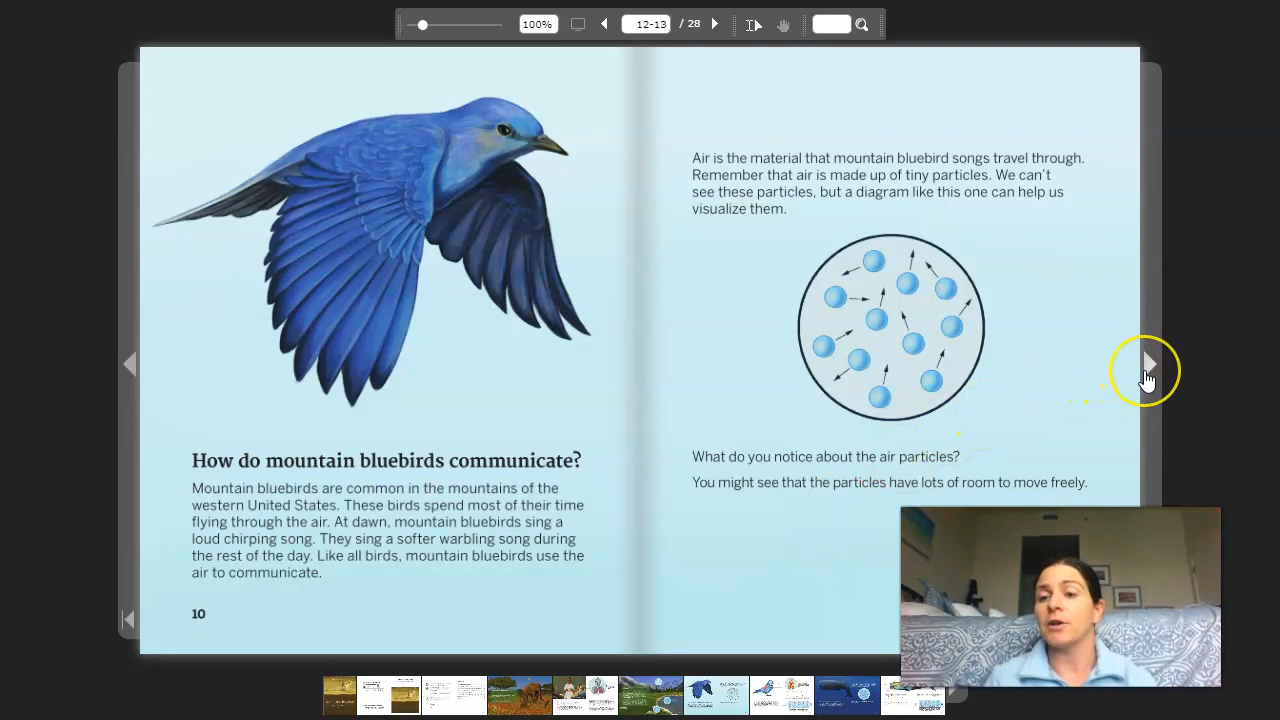 100%
12-13
/ 28
Air is the material that mountain bluebird songs travel through.
Remember that air is made up of tiny particles. We can't
see these particles, but a diagram like this one can help us
visualize them.
What do you notice about the air particles?
You might see that the particles have lots of room to move freely.
How do mountain bluebirds communicate?
Mountain bluebirds are common in the mountains of the
western United States. These birds spend most of their time
flying through the air. At dawn, mountain bluebirds sing a
loud chirping song. They sing a softer warbling song during
the rest of the day. Like all birds, mountain bluebirds use the
air to communicate.
10